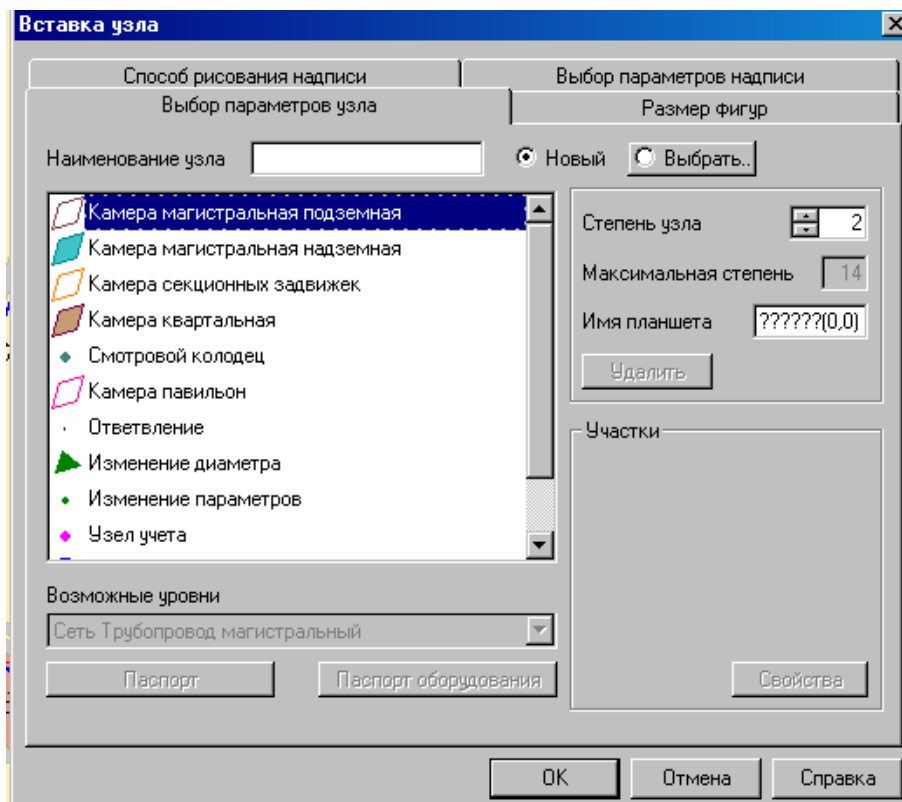 Вставка узла
Способ рисования надписи
Выбор параметров надписи
Выбор параметров узла
Размер фигур
Наименование узла
Новый
Выбрать..
Камера магистральная подземная
Камера магистральная надземная
Камера секционных задвижек
Камера квартальная
Смотровой колодец
Камера павильон
Ответвление
Изменение диаметра
Изменение параметров
Узел учета
Степень узла 2
Максимальная степень 14
Имя планшета ??????(0,0)
Удалить
Участки
Возможные уровни
Сеть Трубопровод магистральный
Паспорт
Паспорт оборудования
Свойства
OK
Отмена
Справка